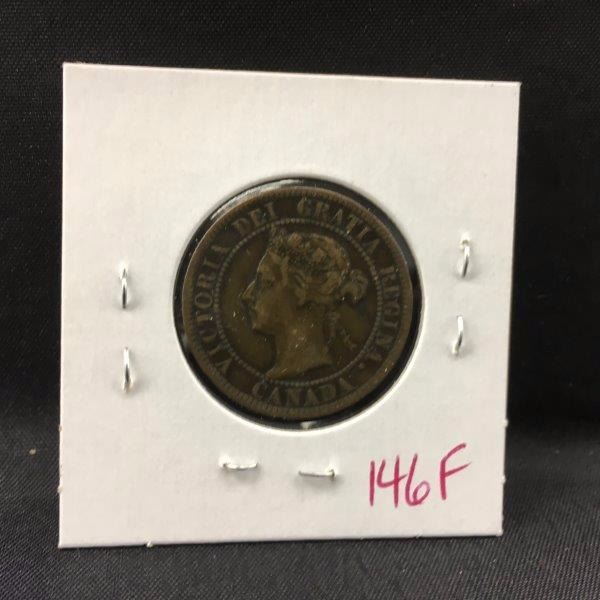 VICTORIA DEI GRATIA REGINA.
CANADA
146F